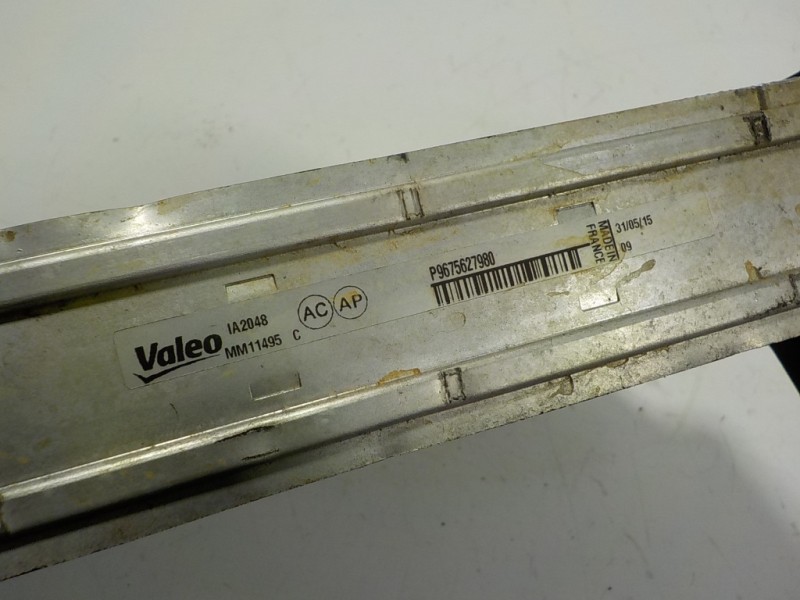 Valeo
IA2048
MM11495 C
AC AP
P9675627980
MADE IN
FRANCE
31/05/15
09